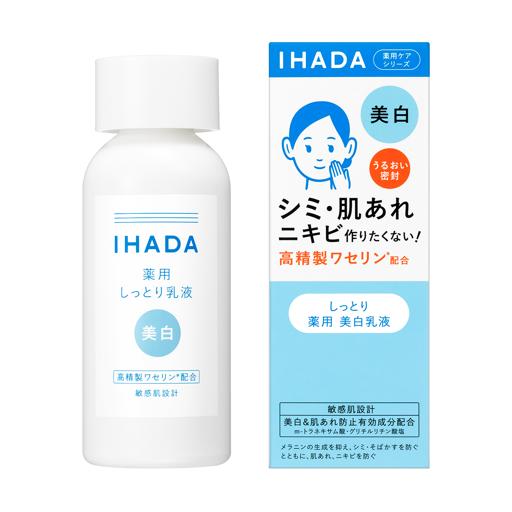 IHADA
薬用
しっとり乳液
美白
高精製ワセリン*配合
敏感肌設計
IHADA
薬用ケア
シリーズ
美白
うるおい
密封
シミ・肌あれ
ニキビ作りたくない!
高精製ワセリン*配合
しっとり
薬用 美白乳液
敏感肌設計
美白&肌あれ防止有効成分配合
m-トラネキサム酸・グリチルリチン酸塩
メラニンの生成を抑え、シミ・そばかすを防ぐ
とともに、肌あれ、ニキビを防ぐ